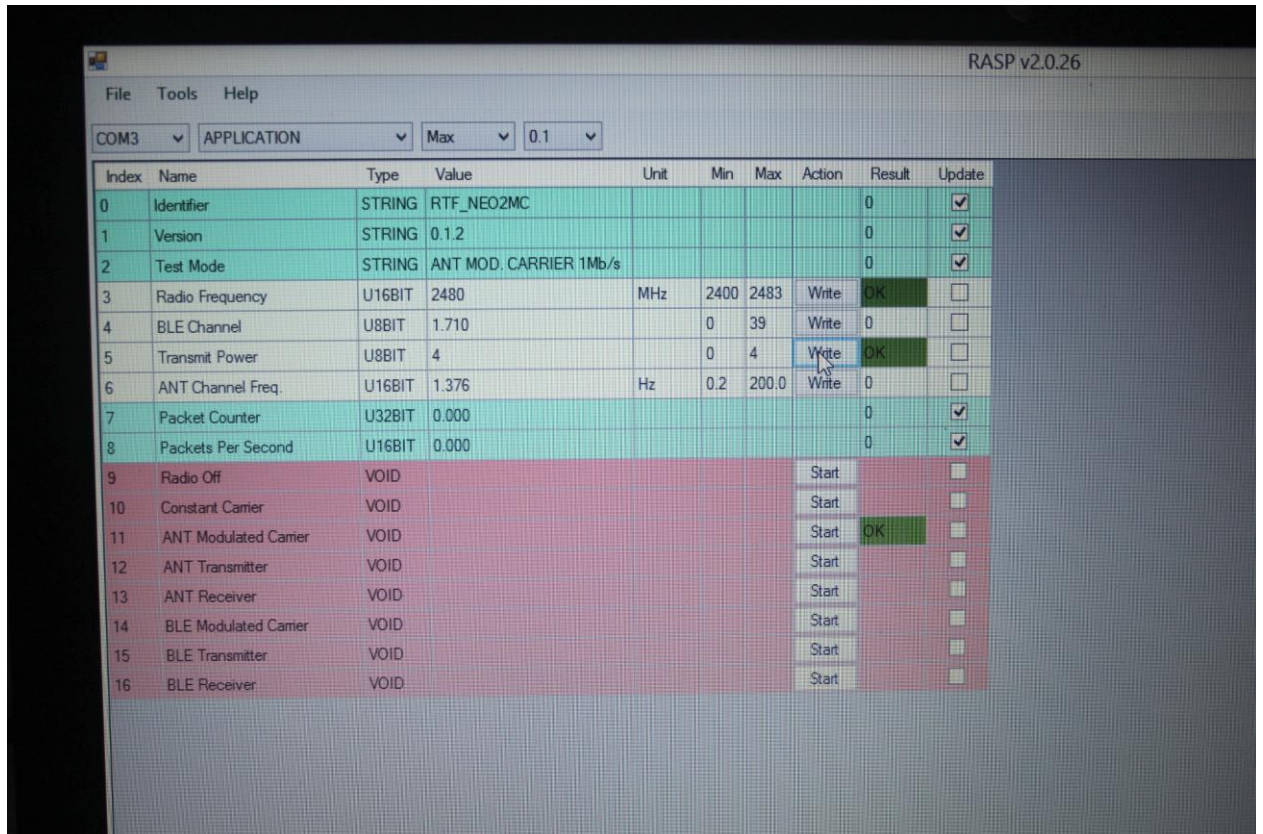 RASP v2.0.26
File Tools Help
COM3 APPLICATION Max 0.1
Index Name Type Value Unit Min Max Action Result Update
0 Identifier STRING RTF_NEO2MC 0
1 Version STRING 0.1.2 0
2 Test Mode STRING ANT MOD. CARRIER 1Mb/s 0
3 Radio Frequency U16BIT 2480 MHz 2400 2483 Write OK
4 BLE Channel U8BIT 1.710 0 39 Write 0
5 Transmit Power U8BIT 4 0 4 Write OK
6 ANT Channel Freq. U16BIT 1.376 Hz 0.2 200.0 Write 0
7 Packet Counter U32BIT 0.000 0
8 Packets Per Second U16BIT 0.000 0
9 Radio Off VOID Start
10 Constant Carrier VOID Start
11 ANT Modulated Carrier VOID Start OK
12 ANT Transmitter VOID Start
13 ANT Receiver VOID Start
14 BLE Modulated Carrier VOID Start
15 BLE Transmitter VOID Start
16 BLE Receiver VOID Start